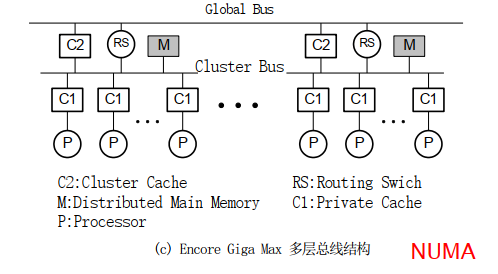 Global Bus
C2 RS M C2 RS M
Cluster Bus
C1 C1 C1 C1 C1 C1
P P P P P P
C2:Cluster Cache RS:Routing Swich
M:Distributed Main Memory C1:Private Cache
P:Processor
(c) Encore Giga Max 多层总线结构 NUMA